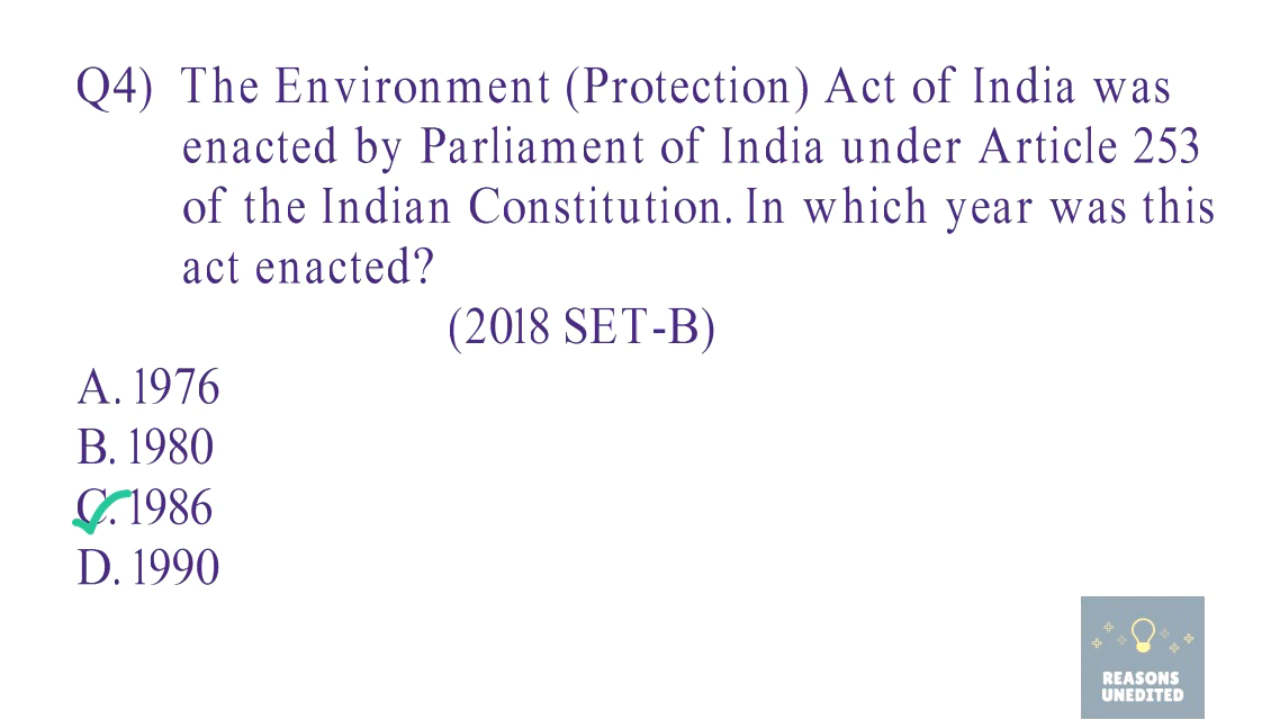 Q4) The Environment (Protection) Act of India was
enacted by Parliament of India under Article 253
of the Indian Constitution. In which year was this
act enacted?
(2018 SET-B)
A. 1976
B. 1980
C. 1986
D. 1990
REASONS
UNEDITED